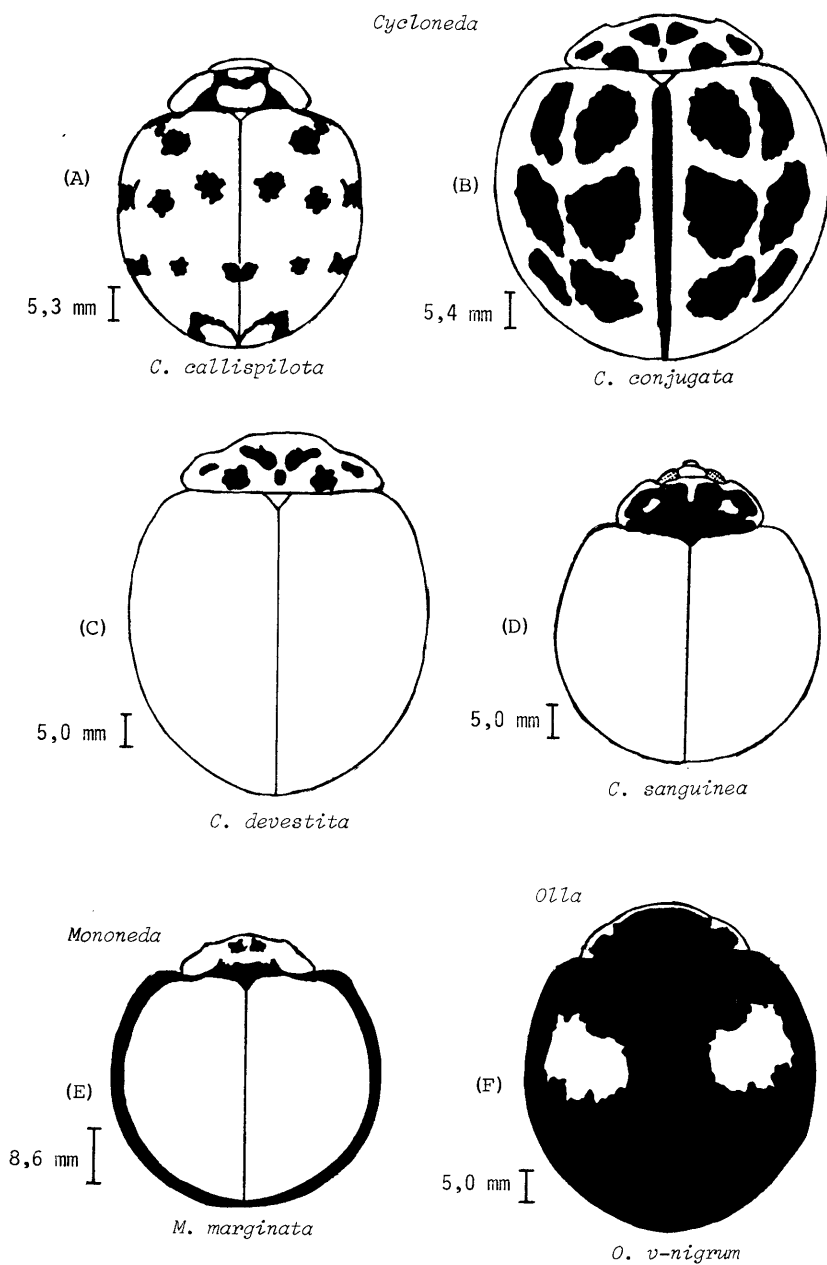 Cycloneda
(A)
(B)
5,3 mm
5,4 mm
C. callispilota
C. conjugata
(C)
(D)
5,0 mm
5,0 mm
C. devestita
C. sanguinea
Olla
Mononeda
(E)
(F)
8,6 mm
5,0 mm
M. marginata
O. v-nigrum